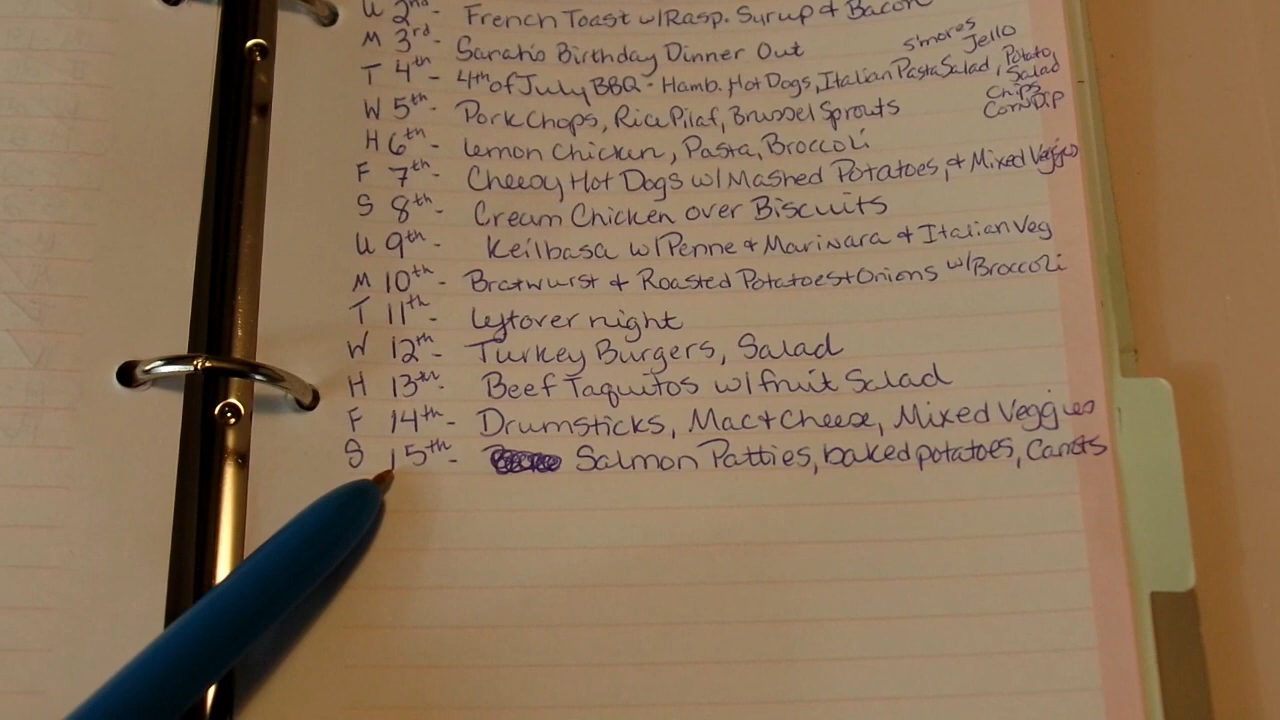 U 2nd- French Toast w/Rasp. Syrup & Bacon
M 3rd- Sarah's Birthday Dinner Out
s'mores
Jello
T 4th- 4th of July BBQ - Hamb. Hot Dogs, Italian Pasta Salad, Potato Salad
Chips
Corn Dip
W 5th- Pork Chops, Rice Pilaf, Brussel Sprouts
H 6th- Lemon Chicken, Pasta, Broccoli
F 7th- Cheesy Hot Dogs w/Mashed Potatoes, & Mixed Veggies
S 8th- Cream Chicken over Biscuits
U 9th- Keilbasa w/Penne & Marinara & Italian Veg
M 10th- Bratwurst & Roasted Potatoes+Onions w/Broccoli
T 11th- Leftover night
W 12th- Turkey Burgers, Salad
H 13th- Beef Taquitos w/fruit Salad
F 14th- Drumsticks, Mac+Cheese, Mixed Veggies
S 15th- Salmon Patties, baked potatoes, Carrots